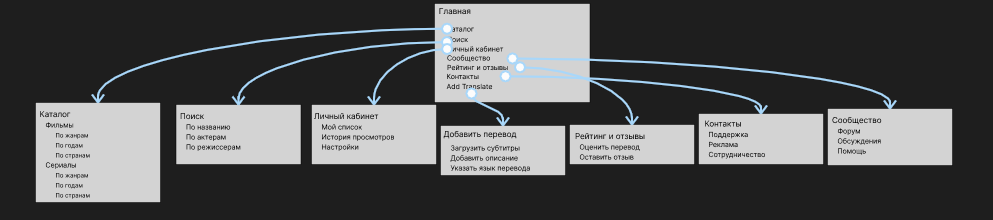 Главная
Каталог
Поиск
Личный кабинет
Сообщество
Рейтинг и отзывы
Контакты
Add Translate
Каталог
Фильмы
По жанрам
По годам
По странам
Сериалы
По жанрам
По годам
По странам
Поиск
По названию
По актерам
По режиссерам
Личный кабинет
Мой список
История просмотров
Настройки
Добавить перевод
Загрузить субтитры
Добавить описание
Указать язык перевода
Рейтинг и отзывы
Оценить перевод
Оставить отзыв
Контакты
Поддержка
Реклама
Сотрудничество
Сообщество
Форум
Обсуждения
Помощь